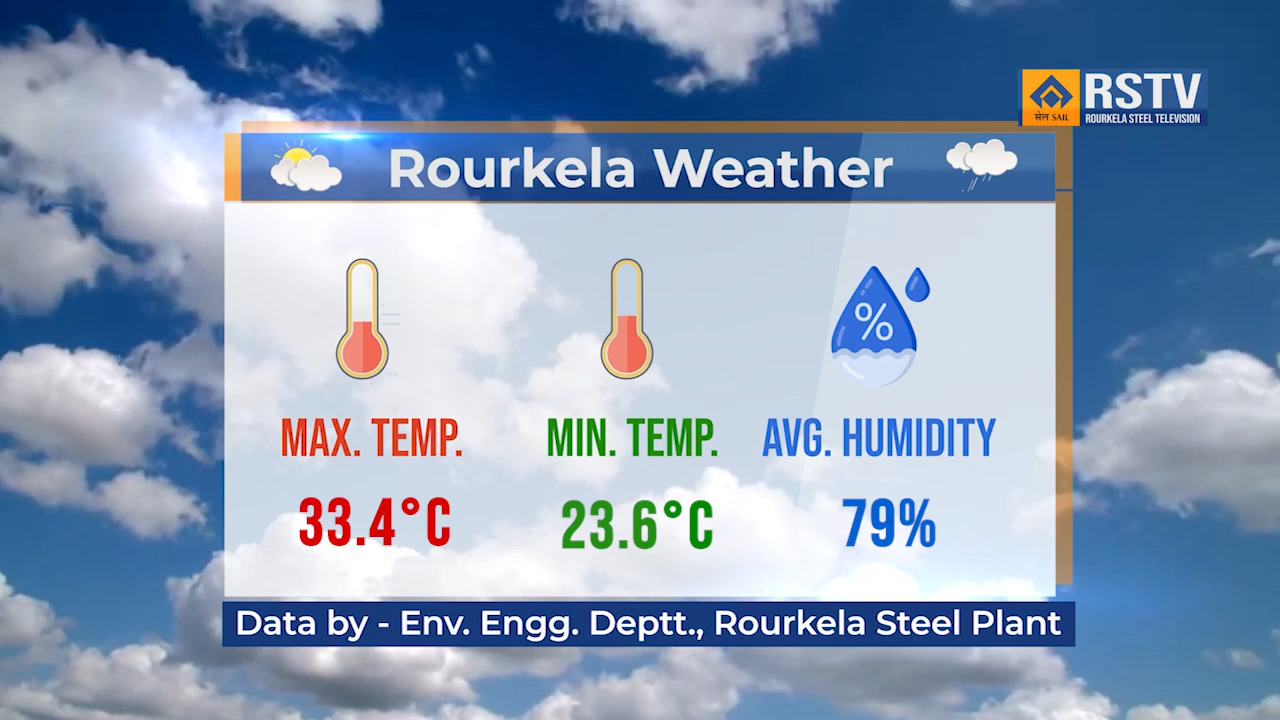 RSTV
सेल SAIL
ROURKELA STEEL TELEVISION
Rourkela Weather
%
MAX. TEMP.
MIN. TEMP.
AVG. HUMIDITY
33.4°C
23.6°C
79%
Data by - Env. Engg. Deptt., Rourkela Steel Plant